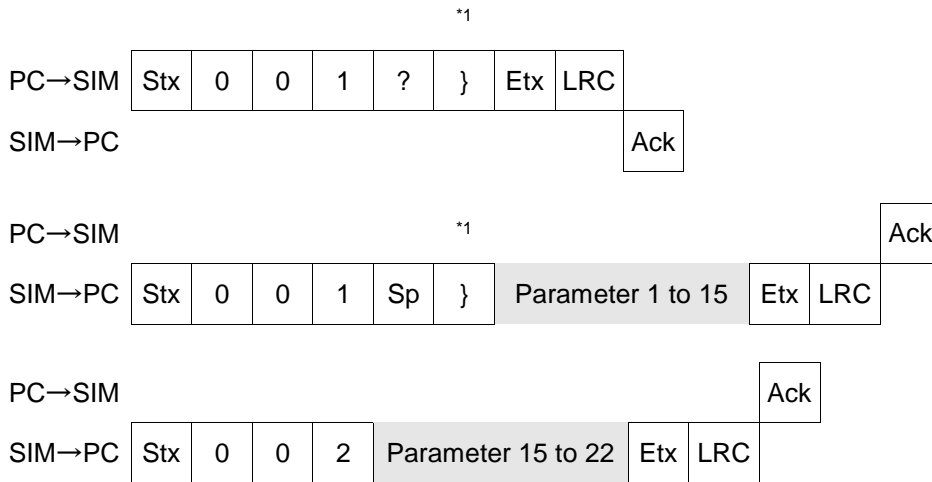 *1
PC→SIM Stx 0 0 1 ? } Etx LRC
SIM→PC Ack
PC→SIM *1 Ack
SIM→PC Stx 0 0 1 Sp } Parameter 1 to 15 Etx LRC
PC→SIM Ack
SIM→PC Stx 0 0 2 Parameter 15 to 22 Etx LRC